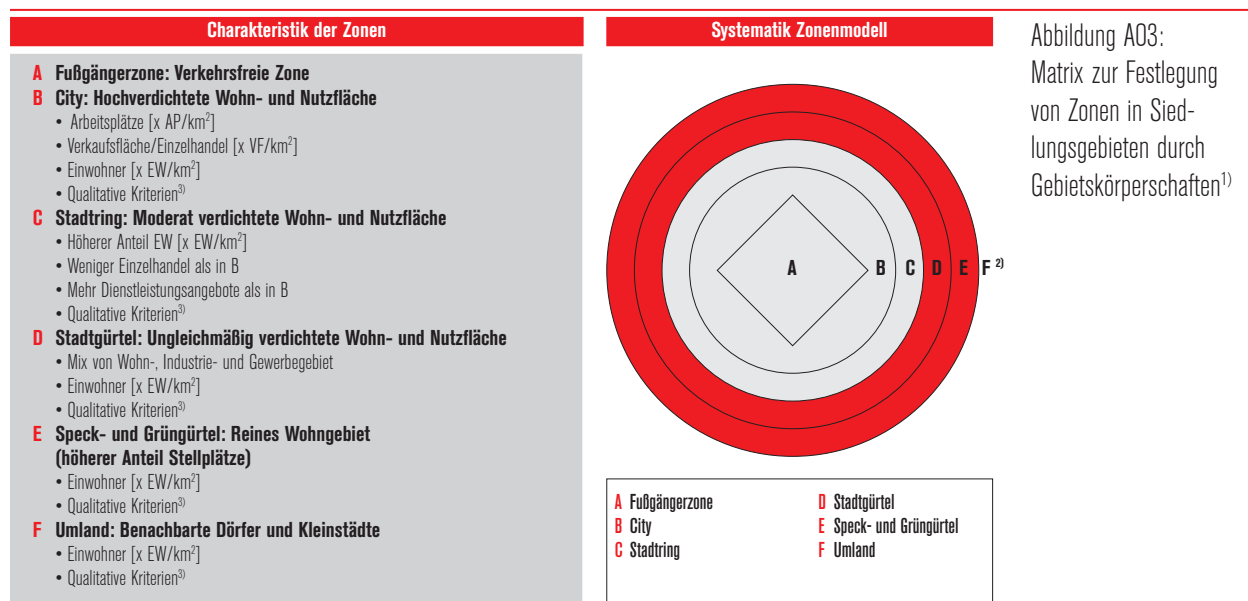 Charakteristik der Zonen
A Fußgängerzone: Verkehrsfreie Zone
B City: Hochverdichtete Wohn- und Nutzfläche
• Arbeitsplätze [x AP/km²]
• Verkaufsfläche/Einzelhandel [x VF/km²]
• Einwohner [x EW/km²]
• Qualitative Kriterien³⁾
C Stadtring: Moderat verdichtete Wohn- und Nutzfläche
• Höherer Anteil EW [x EW/km²]
• Weniger Einzelhandel als in B
• Mehr Dienstleistungsangebote als in B
• Qualitative Kriterien³⁾
D Stadtgürtel: Ungleichmäßig verdichtete Wohn- und Nutzfläche
• Mix von Wohn-, Industrie- und Gewerbegebiet
• Einwohner [x EW/km²]
• Qualitative Kriterien³⁾
E Speck- und Grüngürtel: Reines Wohngebiet
(höherer Anteil Stellplätze)
• Einwohner [x EW/km²]
• Qualitative Kriterien³⁾
F Umland: Benachbarte Dörfer und Kleinstädte
• Einwohner [x EW/km²]
• Qualitative Kriterien³⁾
Systematik Zonenmodell
A B C D E F ²⁾
A Fußgängerzone
B City
C Stadtring
D Stadtgürtel
E Speck- und Grüngürtel
F Umland
Abbildung A03:
Matrix zur Festlegung
von Zonen in Sied-
lungsgebieten durch
Gebietskörperschaften¹⁾